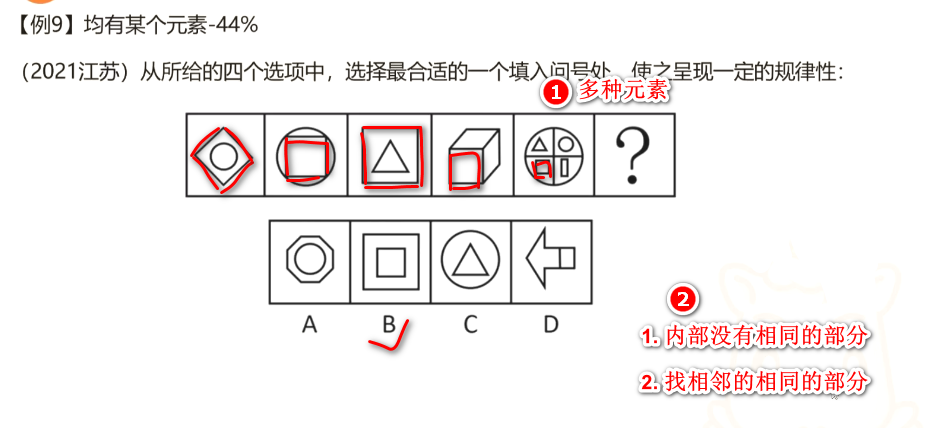 【例9】均有某个元素-44%
（2021江苏）从所给的四个选项中，选择最合适的一个填入问号处，使之呈现一定的规律性：
1 多种元素
?
A B C D
2
1. 内部没有相同的部分
2. 找相邻的相同的部分